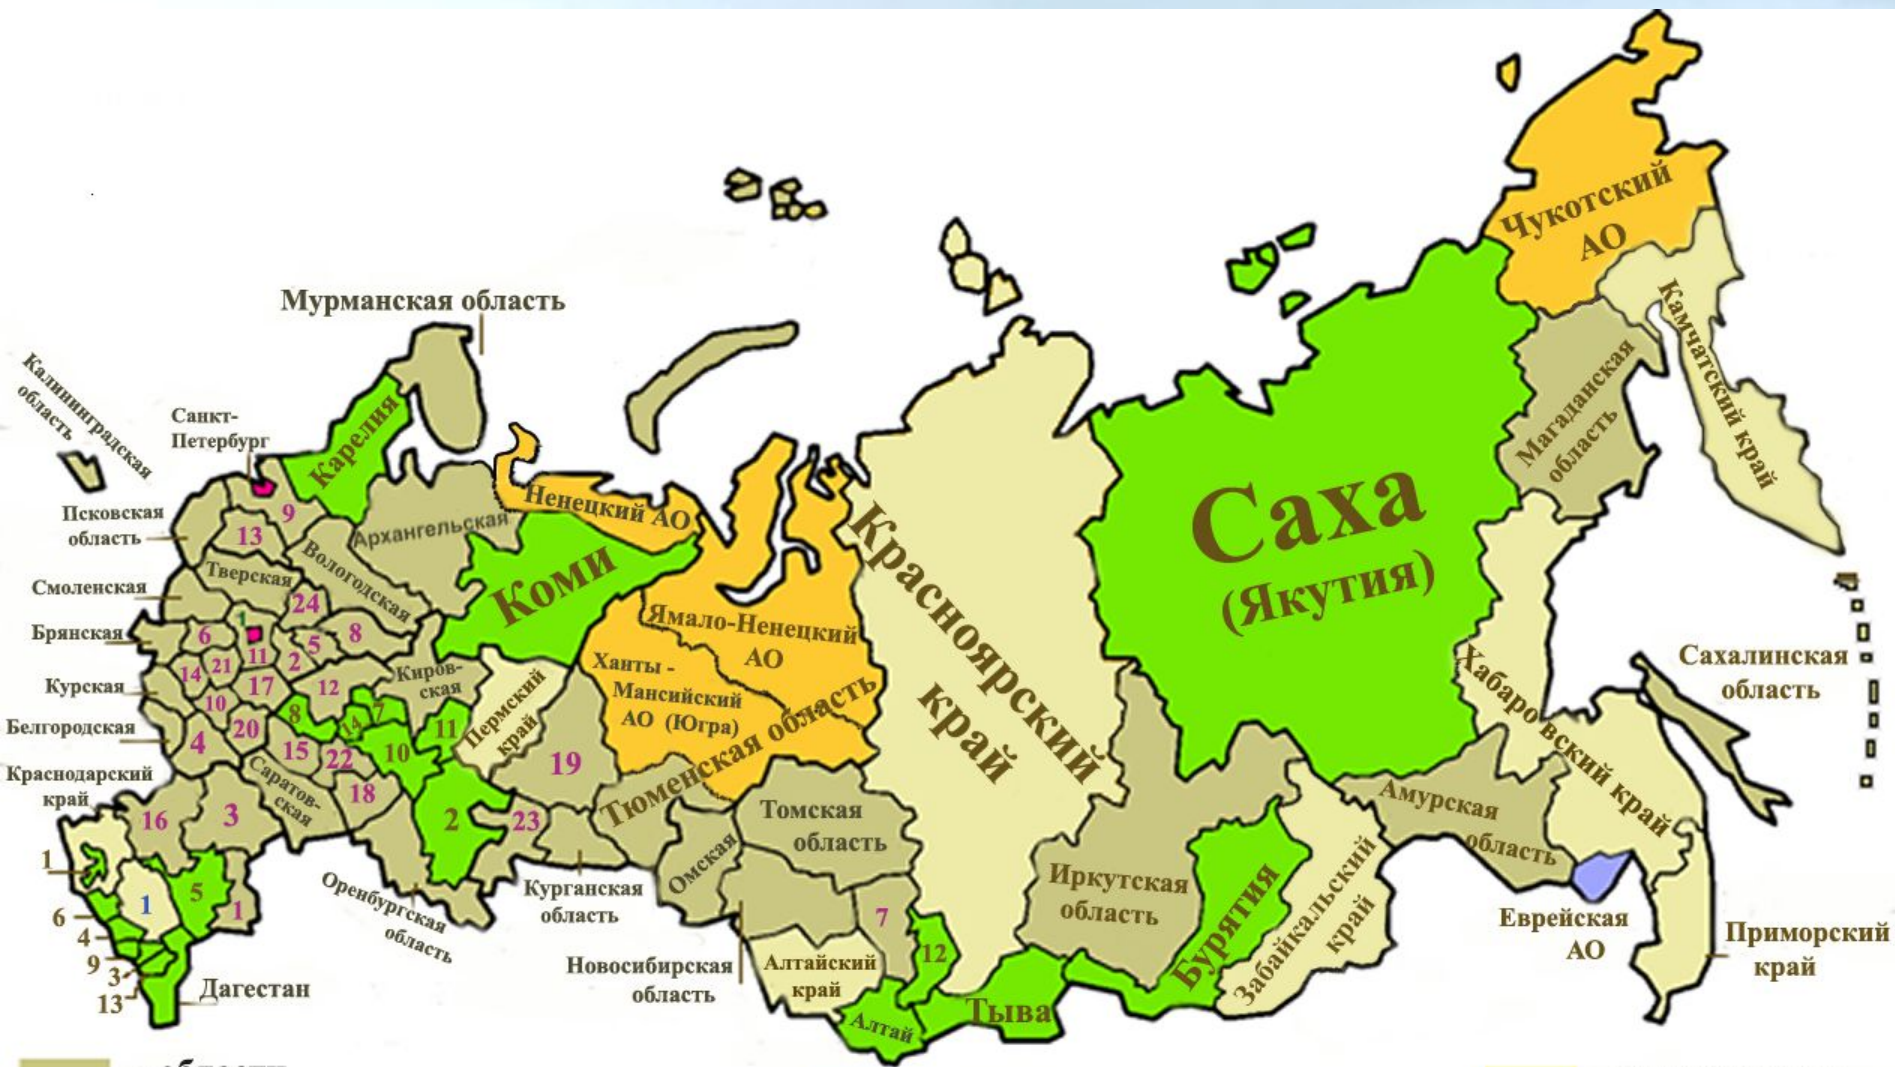 Чукотский
АО
Камчатский край
Мурманская область
Магаданская
область
Калининградская
область
Санкт-
Петербург
Карелия
Саха
(Якутия)
Красноярский
край
Ненецкий АО
Архангельская
Псковская
область
9
13
Вологодская
Коми
Тверская
Смоленская
24
Ямало-Ненецкий
АО
Ханты -
Мансийский
АО (Югра)
Тюменская область
Брянская
6
1
11
2
5
8
14
21
17
12
Киров-
ская
Пермский
край
Хабаровский край
Сахалинская
область
Курская
10
20
8
14
7
11
Белгородская
4
15
22
10
19
Краснодарский
край
Саратов-
ская
18
16
3
2
23
Томская
область
Омская
Амурская
область
1
1
5
1
6
4
9
3
13
Дагестан
Оренбургская
область
Курганская
область
Новосибирская
область
7
12
Алтайский
край
Алтай
Тыва
Иркутская
область
Бурятия
Забайкальский
край
Еврейская
АО
Приморский
край